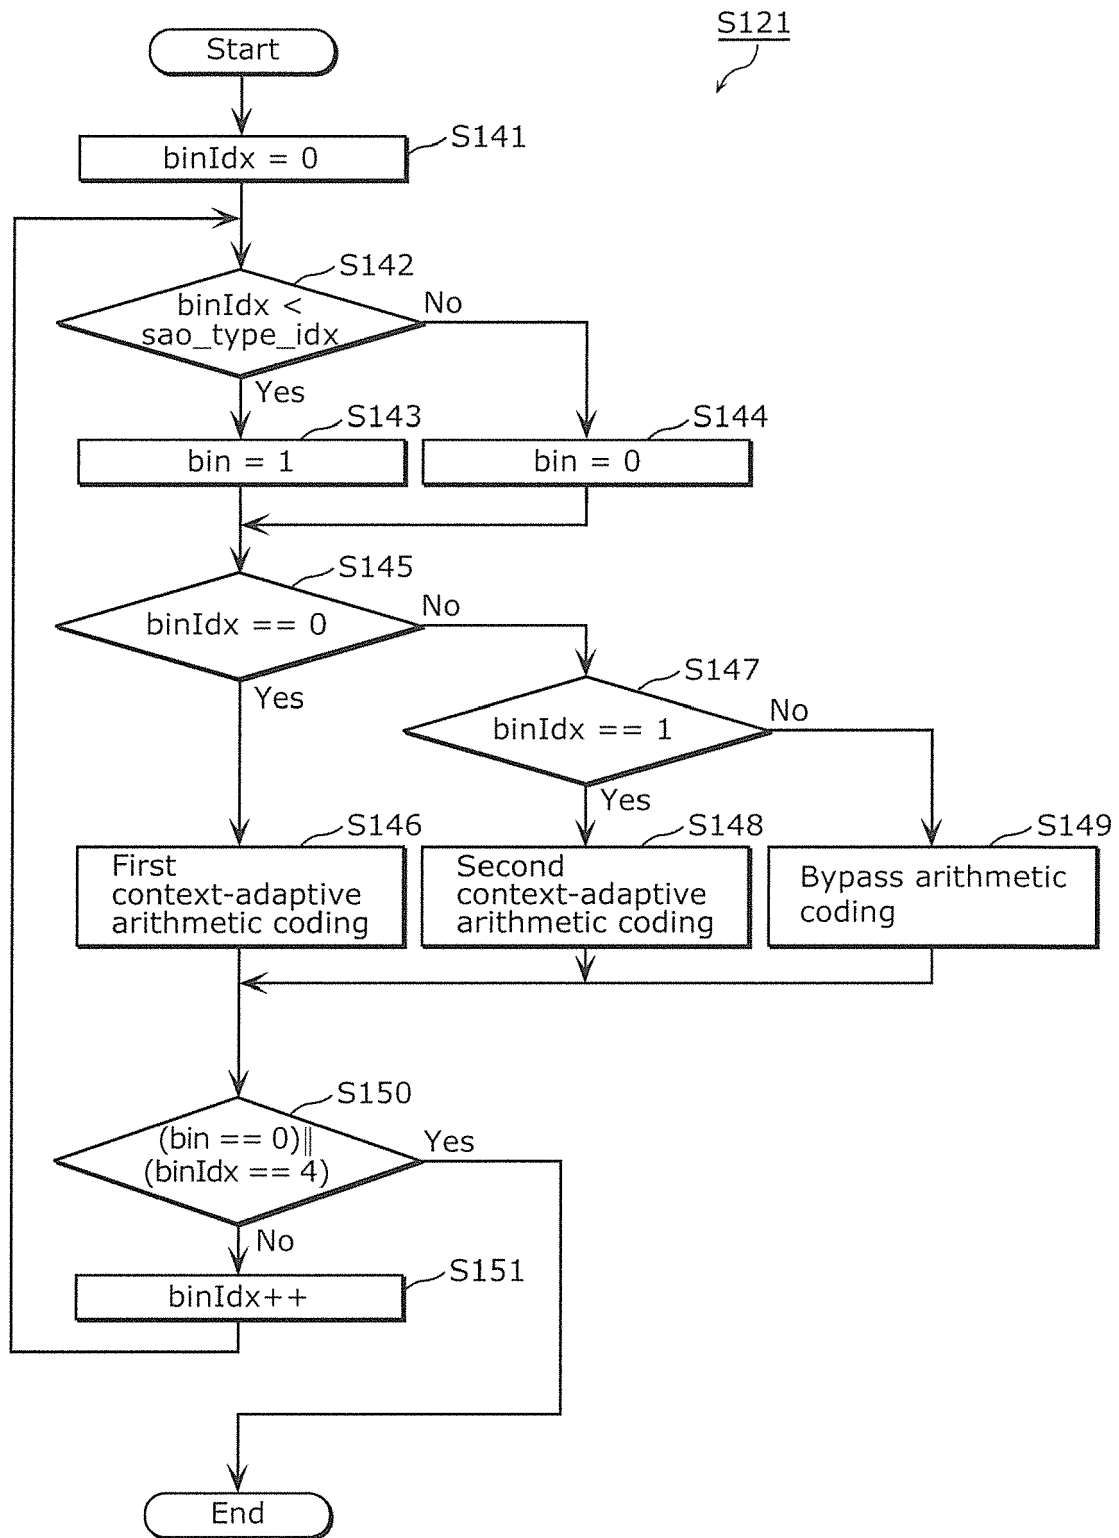 S121
Start
S141
binIdx = 0
S142
binIdx <
sao_type_idx
No
Yes
S143
bin = 1
S144
bin = 0
S145
binIdx == 0
No
Yes
S147
binIdx == 1
No
Yes
S146
First
context-adaptive
arithmetic coding
S148
Second
context-adaptive
arithmetic coding
S149
Bypass arithmetic
coding
S150
(bin == 0)||
(binIdx == 4)
Yes
No
S151
binIdx++
End